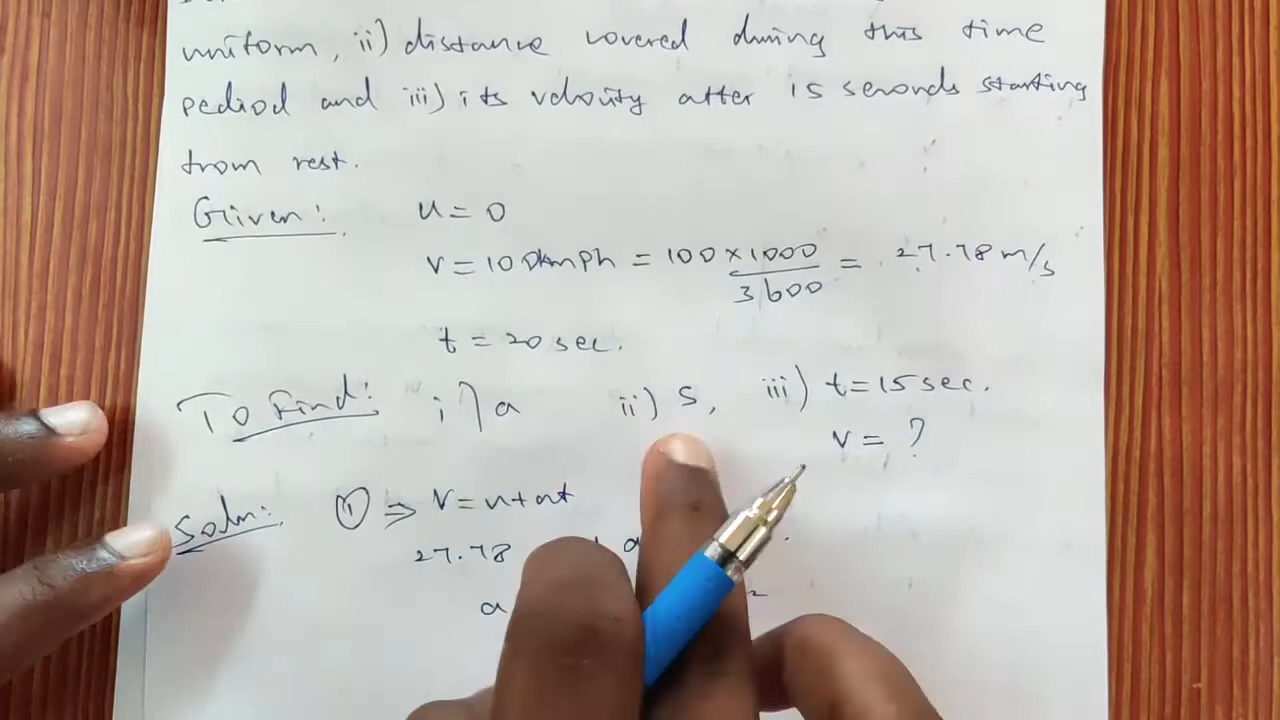 uniform, ii) distance covered during this time
period and iii) its velocity after 15 seconds starting
from rest.
Given: u = 0
v = 100kmph = 100 × 1000 / 3600 = 27.78 m/s
t = 20 sec.
To Find: i) a ii) s, iii) t = 15 sec.
v = ?
Soln: ① ⇒ v = u + at
27.78
a